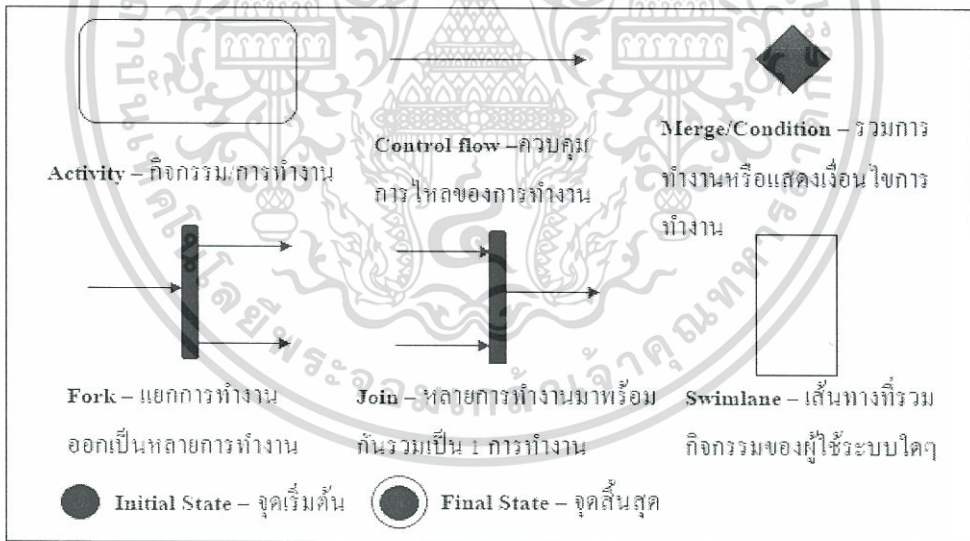 Activity – กิจกรรม/การทำงาน
Control flow –ควบคุม
การไหลของการทำงาน
Merge/Condition – รวมการ
ทำงานหรือแสดงเงื่อนไขการ
ทำงาน
Fork – แยกการทำงาน
ออกเป็นหลายการทำงาน
Join – หลายการทำงานมาพร้อม
กันรวมเป็น 1 การทำงาน
Swimlane – เส้นทางที่รวม
กิจกรรมของผู้ใช้ระบบใดๆ
Initial State – จุดเริ่มต้น
Final State – จุดสิ้นสุด